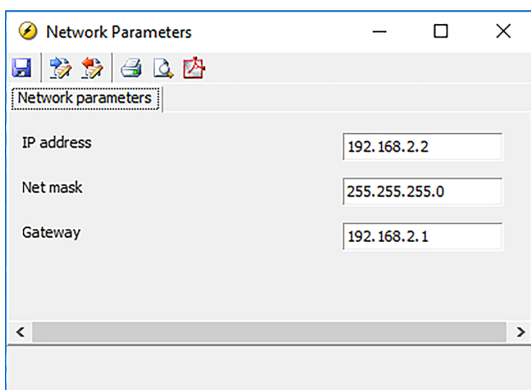 Network Parameters
Network parameters
IP address 192.168.2.2
Net mask 255.255.255.0
Gateway 192.168.2.1